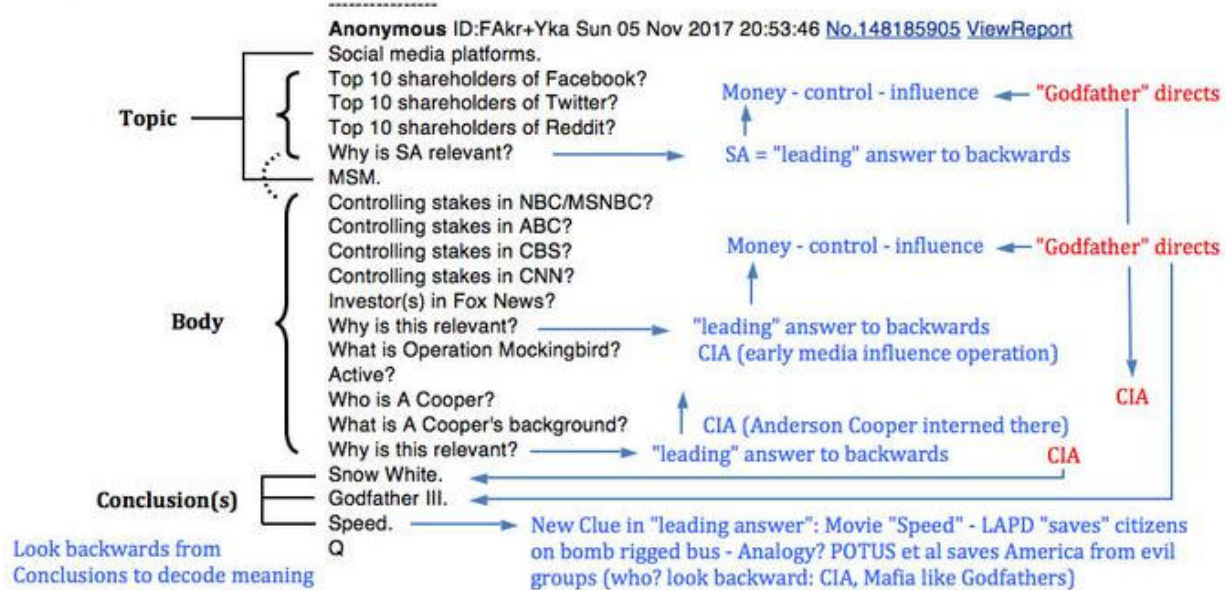 ----------------
Anonymous ID:FAkr+Yka Sun 05 Nov 2017 20:53:46 No.148185905 ViewReport
Social media platforms.
Top 10 shareholders of Facebook?
Top 10 shareholders of Twitter?
Top 10 shareholders of Reddit?
Why is SA relevant?
MSM.
Controlling stakes in NBC/MSNBC?
Controlling stakes in ABC?
Controlling stakes in CBS?
Controlling stakes in CNN?
Investor(s) in Fox News?
Why is this relevant?
What is Operation Mockingbird?
Active?
Who is A Cooper?
What is A Cooper's background?
Why is this relevant?
Snow White.
Godfather III.
Speed.
Q
Topic
Body
Conclusion(s)
Look backwards from
Conclusions to decode meaning
Money - control - influence
"Godfather" directs
SA = "leading" answer to backwards
Money - control - influence
"Godfather" directs
"leading" answer to backwards
CIA (early media influence operation)
CIA
CIA (Anderson Cooper interned there)
"leading" answer to backwards
CIA
New Clue in "leading answer": Movie "Speed" - LAPD "saves" citizens
on bomb rigged bus - Analogy? POTUS et al saves America from evil
groups (who? look backward: CIA, Mafia like Godfathers)